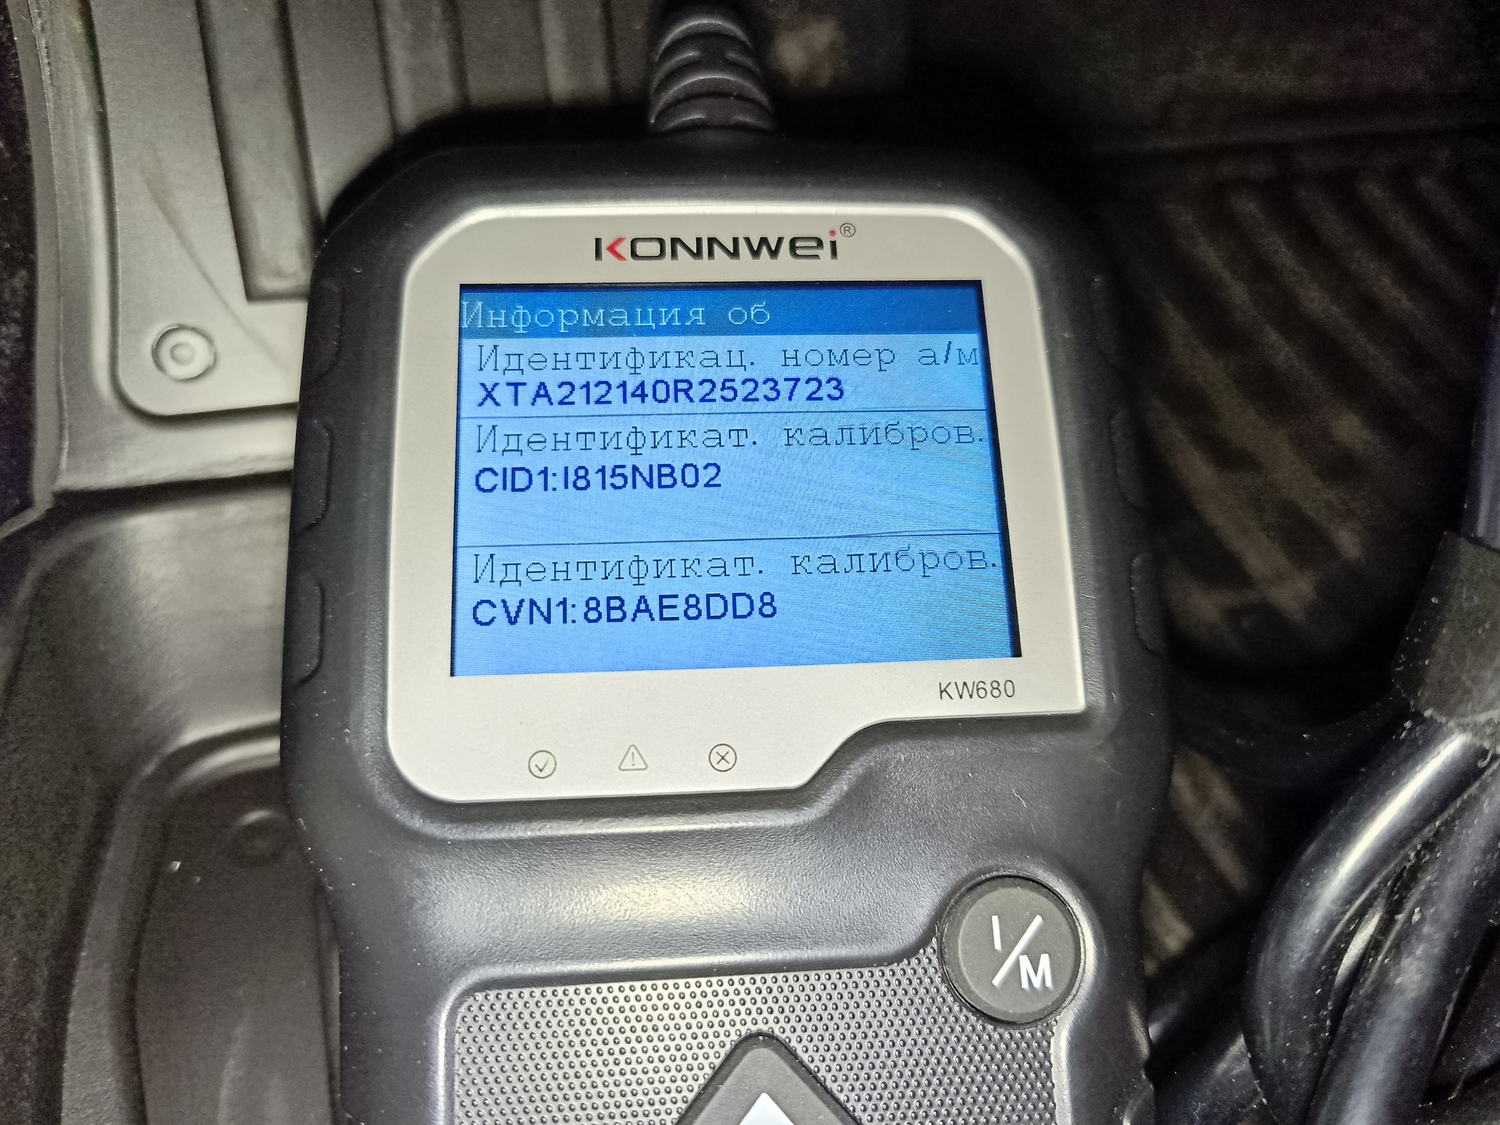 KONNWEI®
Информация об
Идентификац. номер а/м
XTA212140R2523723
Идентификат. калибров.
CID1:I815NB02
Идентификат. калибров.
CVN1:8BAE8DD8
KW680
I/M